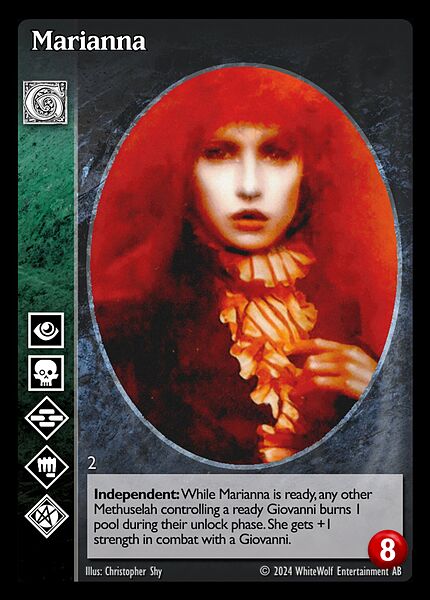 Marianna
G
2
Independent: While Marianna is ready, any other
Methuselah controlling a ready Giovanni burns 1
pool during their unlock phase. She gets +1
strength in combat with a Giovanni.
8
Illus: Christopher Shy
© 2024 WhiteWolf Entertainment AB